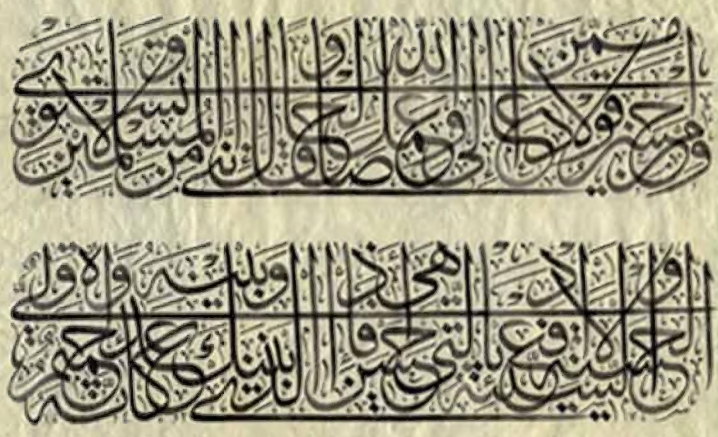 ومن أحسن قولا ممن دعا إلى الله وعمل صالحا وقال إنني من المسلمين ولا تستوي
الحسنة ولا السيئة ادفع بالتي هي أحسن فإذا الذي بينك وبينه عداوة كأنه ولي حميم